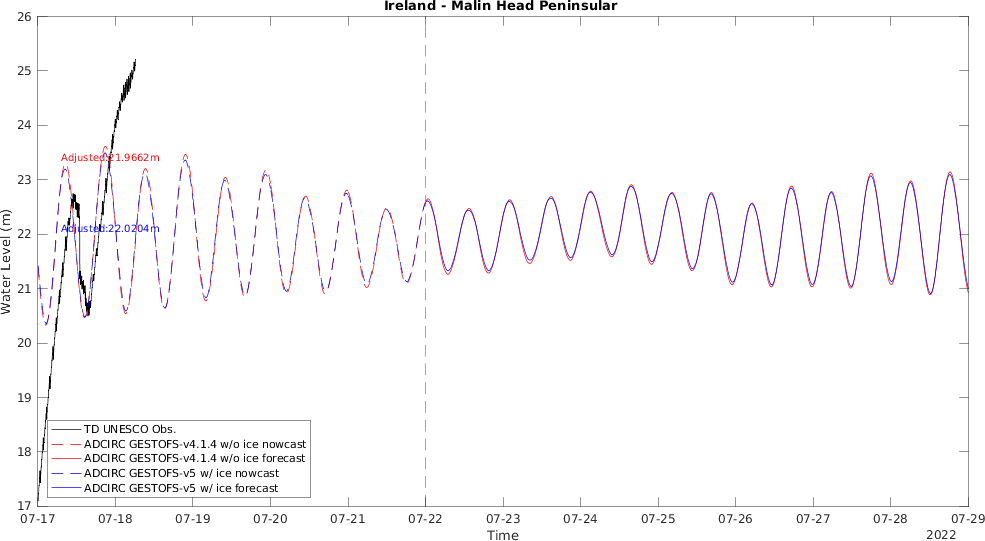 Ireland - Malin Head Peninsular
26
25
24
23
22
21
20
19
18
17
Water Level (m)
Adjusted:21.9662m
Adjusted:22.0204m
TD UNESCO Obs.
ADCIRC GESTOFS-v4.1.4 w/o ice nowcast
ADCIRC GESTOFS-v4.1.4 w/o ice forecast
ADCIRC GESTOFS-v5 w/ ice nowcast
ADCIRC GESTOFS-v5 w/ ice forecast
07-17 07-18 07-19 07-20 07-21 07-22 07-23 07-24 07-25 07-26 07-27 07-28 07-29
Time
2022